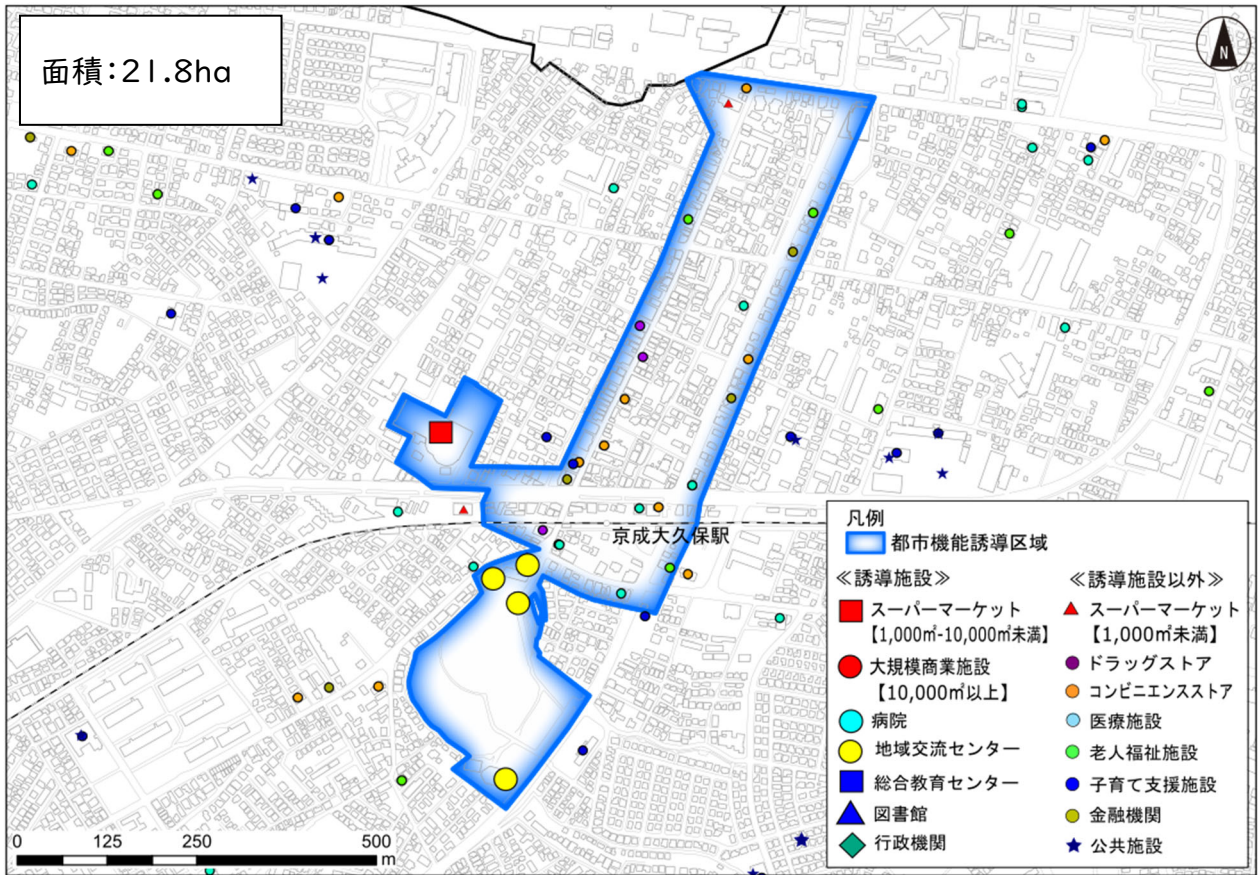 面積：21.8ha
N
京成大久保駅
凡例
都市機能誘導区域
≪誘導施設≫
スーパーマーケット
【1,000㎡-10,000㎡未満】
大規模商業施設
【10,000㎡以上】
病院
地域交流センター
総合教育センター
図書館
行政機関
≪誘導施設以外≫
スーパーマーケット
【1,000㎡未満】
ドラッグストア
コンビニエンスストア
医療施設
老人福祉施設
子育て支援施設
金融機関
公共施設
0 125 250 500
m